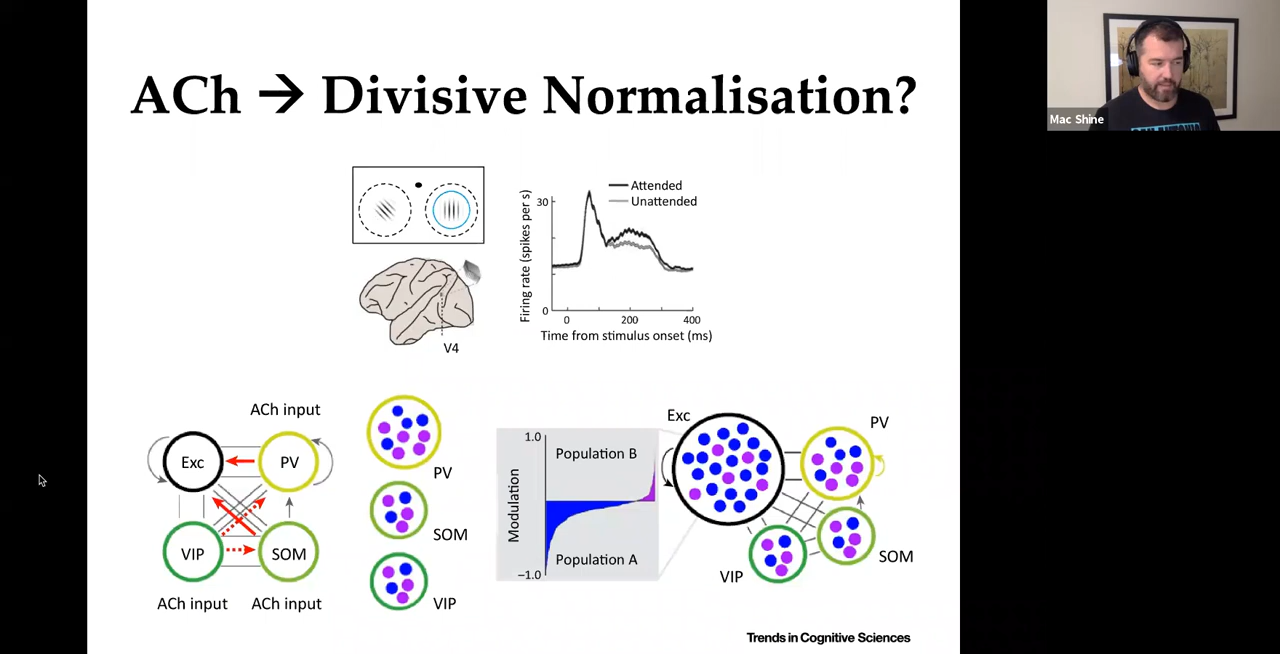 ACh → Divisive Normalisation?
Mac Shine
V4
Attended
Unattended
Firing rate (spikes per s)
30
0
0
200
400
Time from stimulus onset (ms)
ACh input
Exc
PV
VIP
SOM
ACh input
ACh input
PV
SOM
VIP
Modulation
1.0
Population B
Population A
–1.0
Exc
PV
VIP
SOM
Trends in Cognitive Sciences